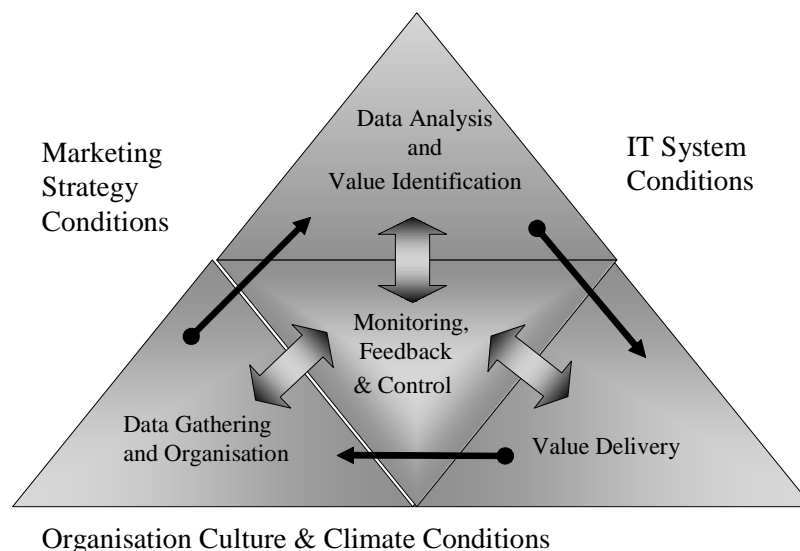 Data Analysis
and
Value Identification
Marketing
Strategy
Conditions
IT System
Conditions
Monitoring,
Feedback
& Control
Data Gathering
and Organisation
Value Delivery
Organisation Culture & Climate Conditions